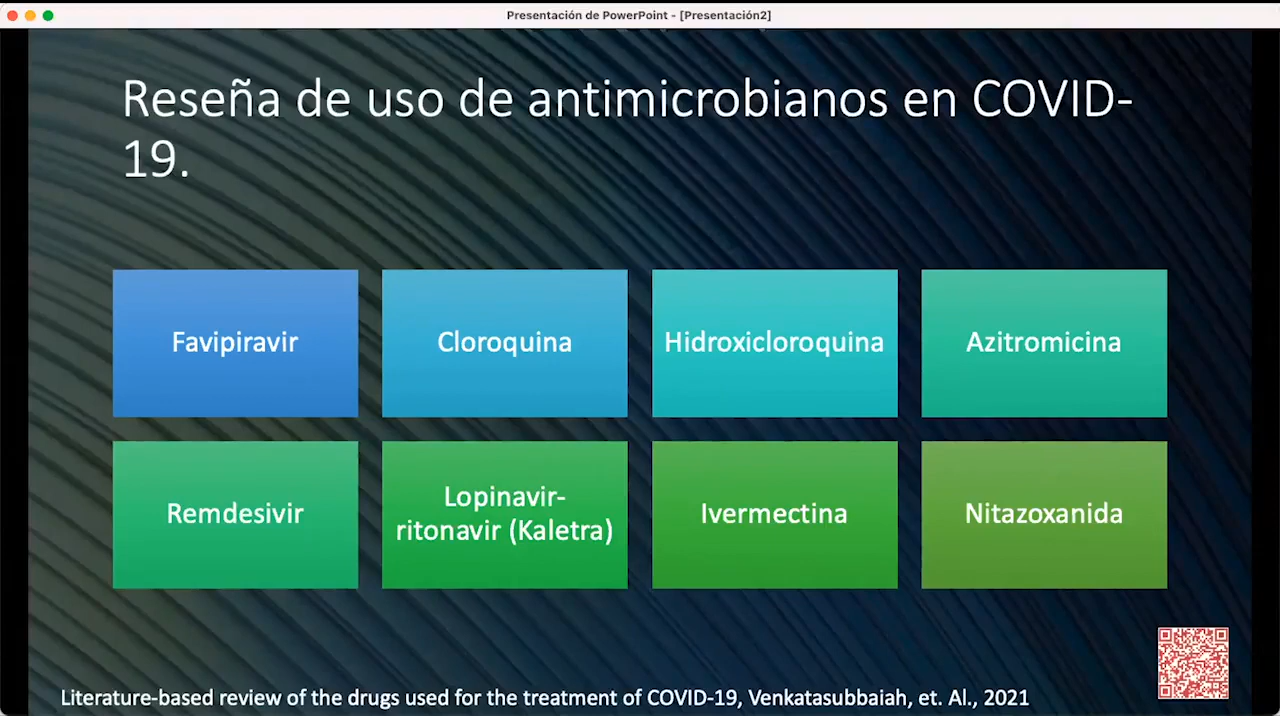 Presentación de PowerPoint - [Presentación2]
Reseña de uso de antimicrobianos en COVID-
19.
Favipiravir
Cloroquina
Hidroxicloroquina
Azitromicina
Remdesivir
Lopinavir-
ritonavir (Kaletra)
Ivermectina
Nitazoxanida
Literature-based review of the drugs used for the treatment of COVID-19, Venkatasubbaiah, et. Al., 2021